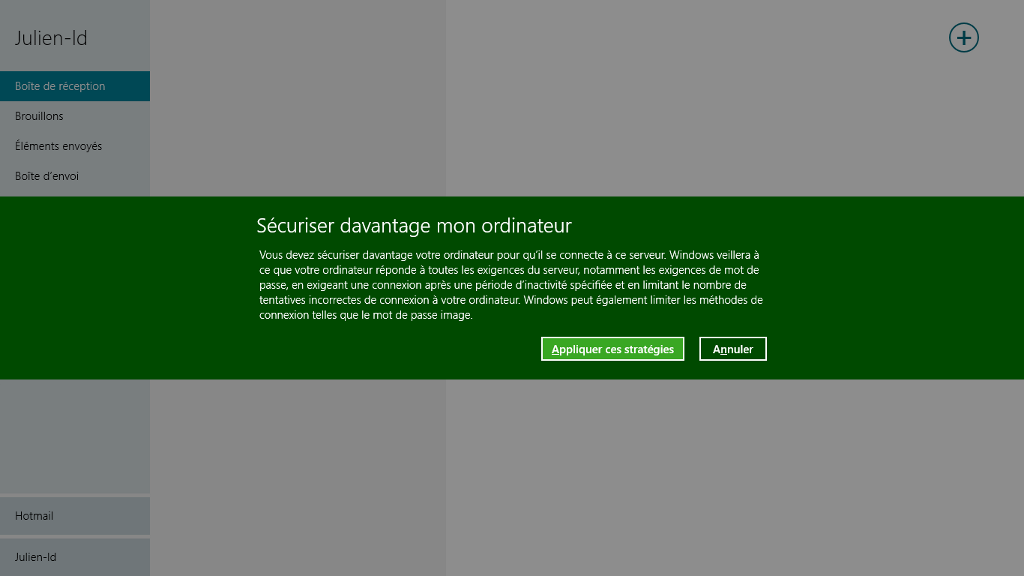 Julien-ld
Boîte de réception
Brouillons
Éléments envoyés
Boîte d'envoi
Sécuriser davantage mon ordinateur
Vous devez sécuriser davantage votre ordinateur pour qu'il se connecte à ce serveur. Windows veillera à
ce que votre ordinateur réponde à toutes les exigences du serveur, notamment les exigences de mot de
passe, en exigeant une connexion après une période d'inactivité spécifiée et en limitant le nombre de
tentatives incorrectes de connexion à votre ordinateur. Windows peut également limiter les méthodes de
connexion telles que le mot de passe image.
Appliquer ces stratégies
Annuler
Hotmail
Julien-ld